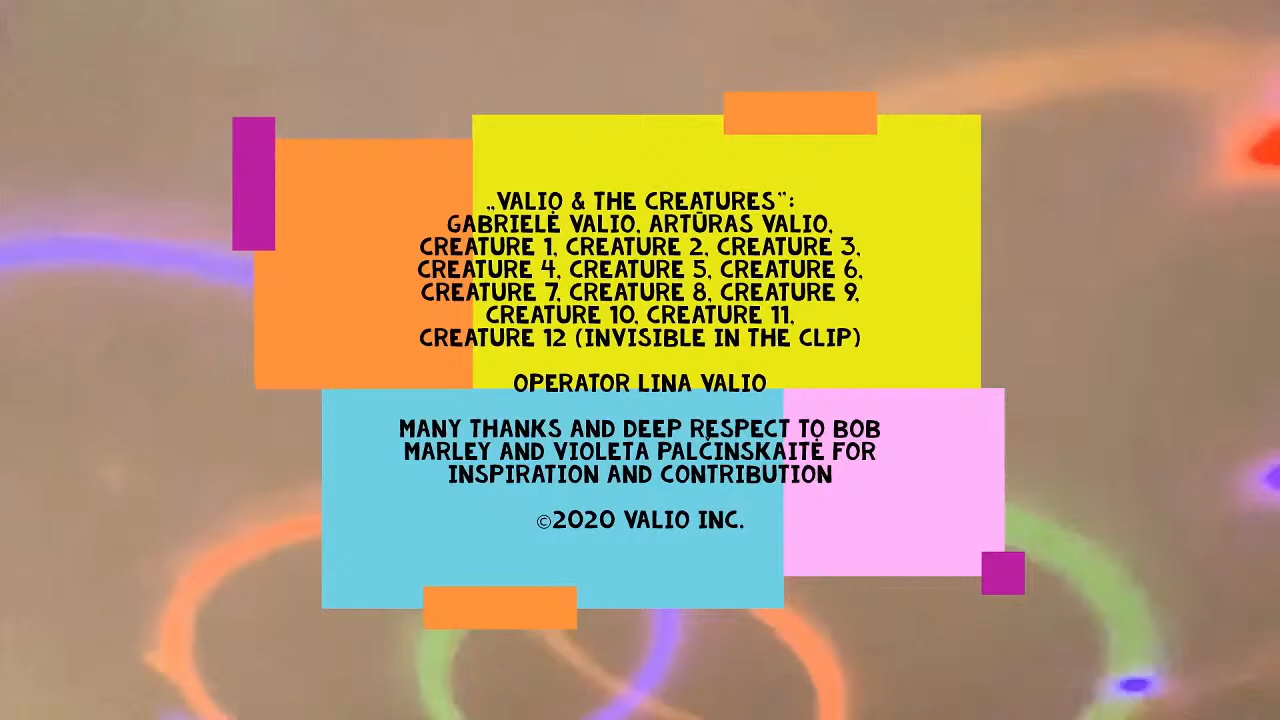 „VALIO & THE CREATURES”:
GABRIELĖ VALIO, ARTŪRAS VALIO,
CREATURE 1, CREATURE 2, CREATURE 3,
CREATURE 4, CREATURE 5, CREATURE 6,
CREATURE 7, CREATURE 8, CREATURE 9,
CREATURE 10, CREATURE 11,
CREATURE 12 (INVISIBLE IN THE CLIP)
OPERATOR LINA VALIO
MANY THANKS AND DEEP RESPECT TO BOB
MARLEY AND VIOLETA PALČINSKAITĖ FOR
INSPIRATION AND CONTRIBUTION
©2020 VALIO INC.